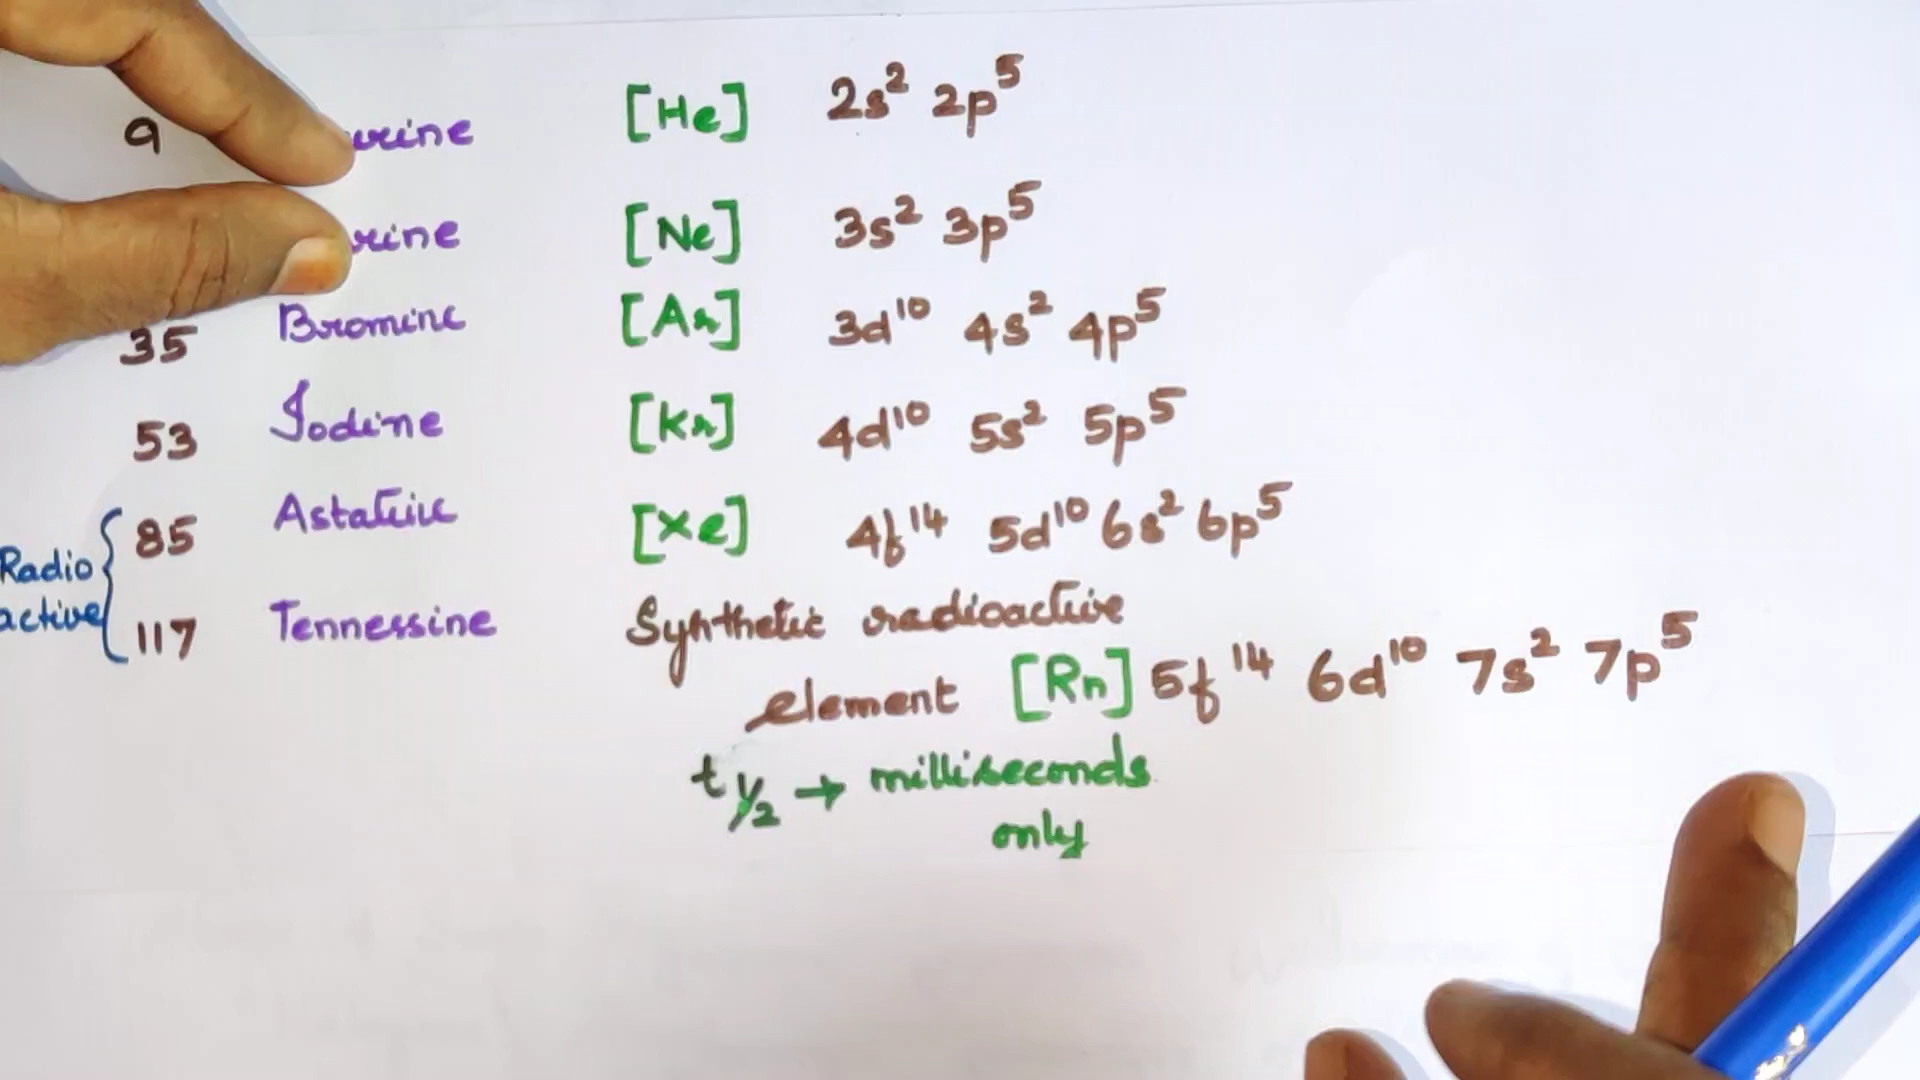 9 urine [He] 2s² 2p⁵
rine [Ne] 3s² 3p⁵
35 Bromine [Ar] 3d¹⁰ 4s² 4p⁵
53 Iodine [Kr] 4d¹⁰ 5s² 5p⁵
85 Astatine [Xe] 4f¹⁴ 5d¹⁰ 6s² 6p⁵
Radio
active
117 Tennessine Synthetic radioactive
element [Rn] 5f¹⁴ 6d¹⁰ 7s² 7p⁵
t 1/2 → milliseconds
only